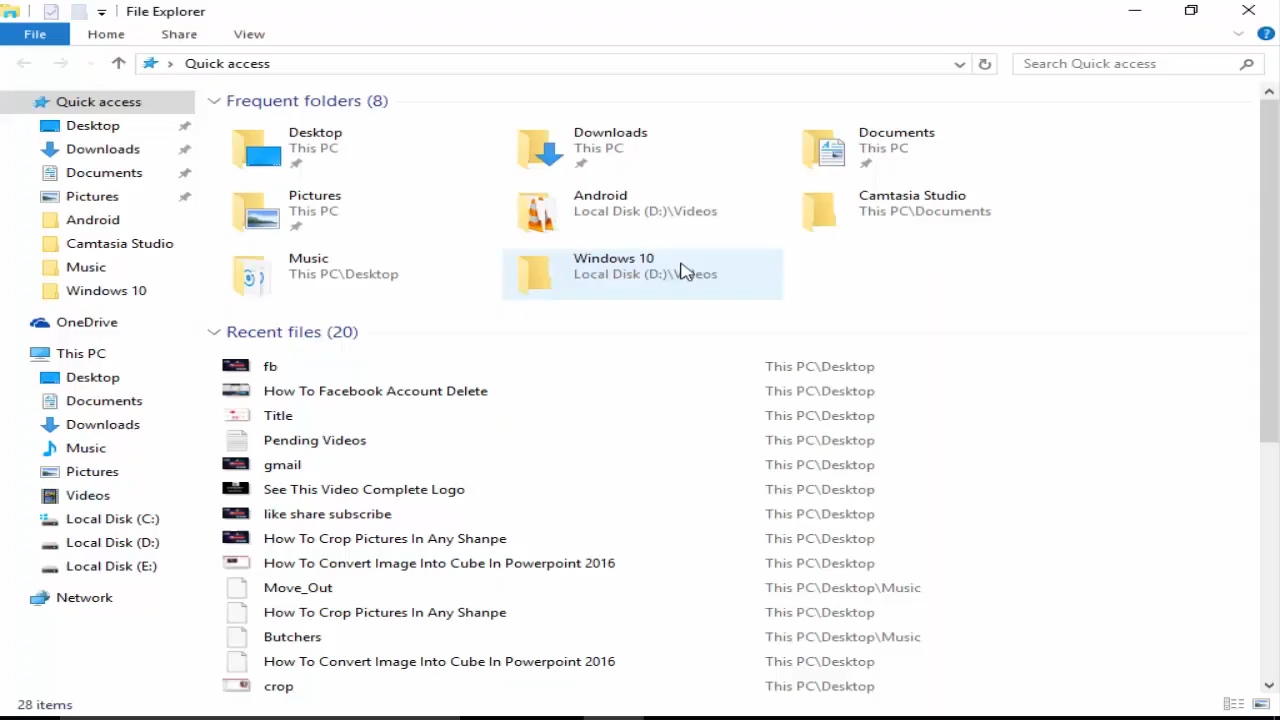 File Explorer
File Home Share View
Quick access
Search Quick access
Quick access
Desktop
Downloads
Documents
Pictures
Android
Camtasia Studio
Music
Windows 10
OneDrive
This PC
Desktop
Documents
Downloads
Music
Pictures
Videos
Local Disk (C:)
Local Disk (D:)
Local Disk (E:)
Network
Frequent folders (8)
Desktop
This PC
Downloads
This PC
Documents
This PC
Pictures
This PC
Android
Local Disk (D:)\Videos
Camtasia Studio
This PC\Documents
Music
This PC\Desktop
Windows 10
Local Disk (D:)\Videos
Recent files (20)
fb This PC\Desktop
How To Facebook Account Delete This PC\Desktop
Title This PC\Desktop
Pending Videos This PC\Desktop
gmail This PC\Desktop
See This Video Complete Logo This PC\Desktop
like share subscribe This PC\Desktop
How To Crop Pictures In Any Shanpe This PC\Desktop
How To Convert Image Into Cube In Powerpoint 2016 This PC\Desktop
Move_Out This PC\Desktop\Music
How To Crop Pictures In Any Shanpe This PC\Desktop
Butchers This PC\Desktop\Music
How To Convert Image Into Cube In Powerpoint 2016 This PC\Desktop
crop This PC\Desktop
28 items